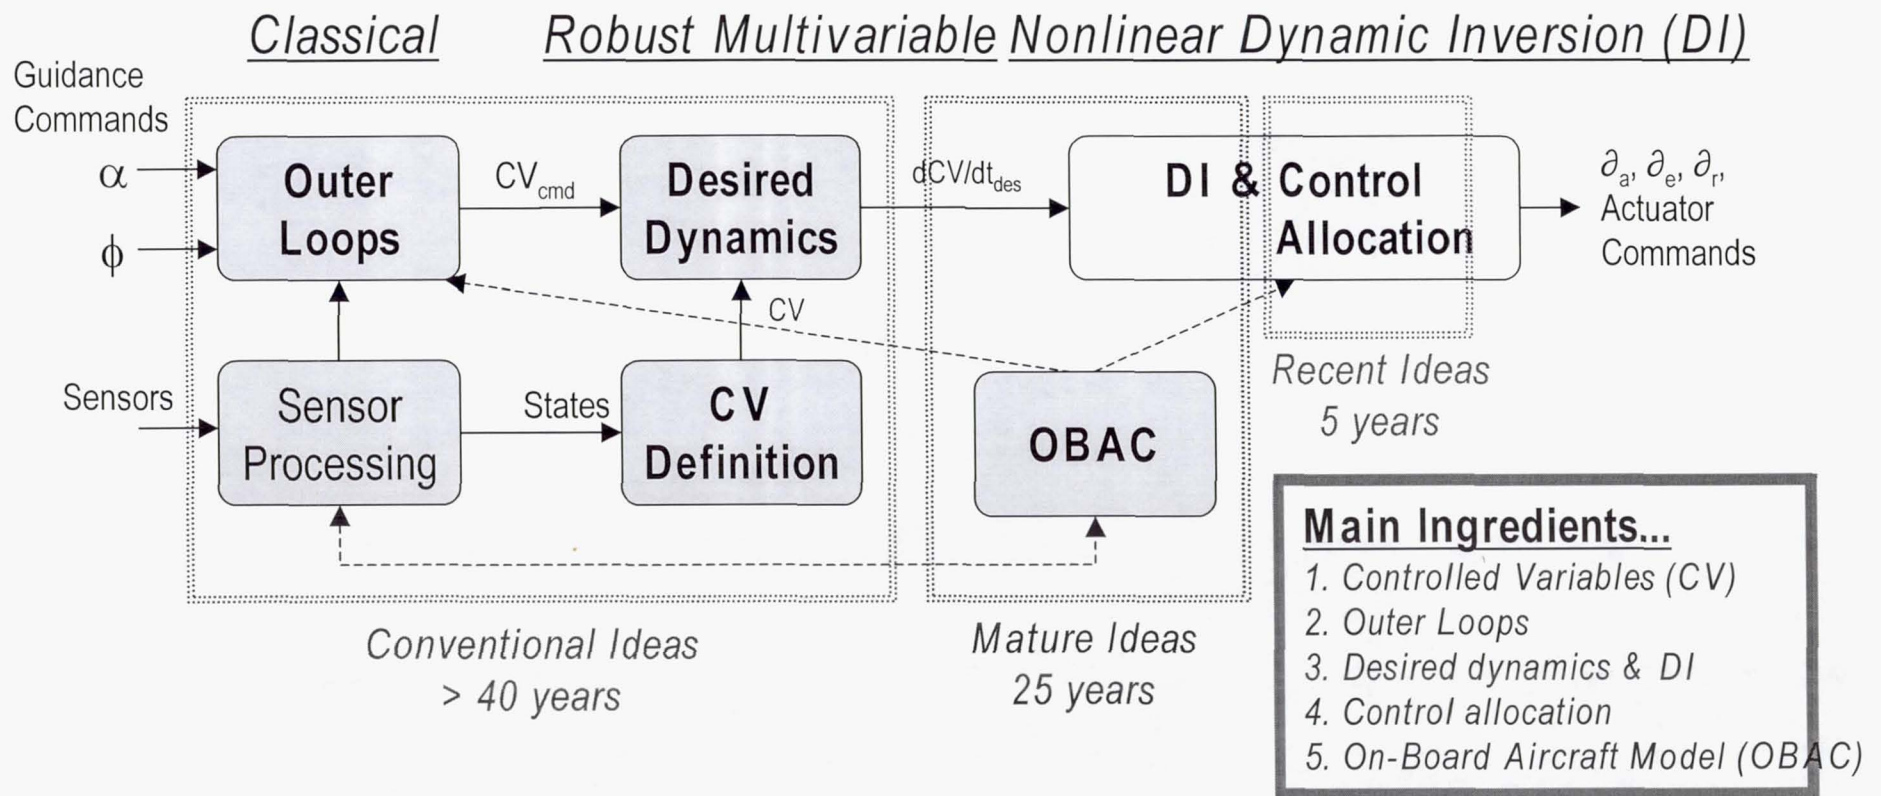 Classical
Robust Multivariable
Nonlinear Dynamic Inversion (DI)
Guidance
Commands
α
ϕ
Outer
Loops
CVcmd
Desired
Dynamics
dCV/dtdes
DI & Control
Allocation
∂a, ∂e, ∂r,
Actuator
Commands
CV
Sensors
Sensor
Processing
States
CV
Definition
OBAC
Recent Ideas
5 years
Conventional Ideas
> 40 years
Mature Ideas
25 years
Main Ingredients...
1. Controlled Variables (CV)
2. Outer Loops
3. Desired dynamics & DI
4. Control allocation
5. On-Board Aircraft Model (OBAC)